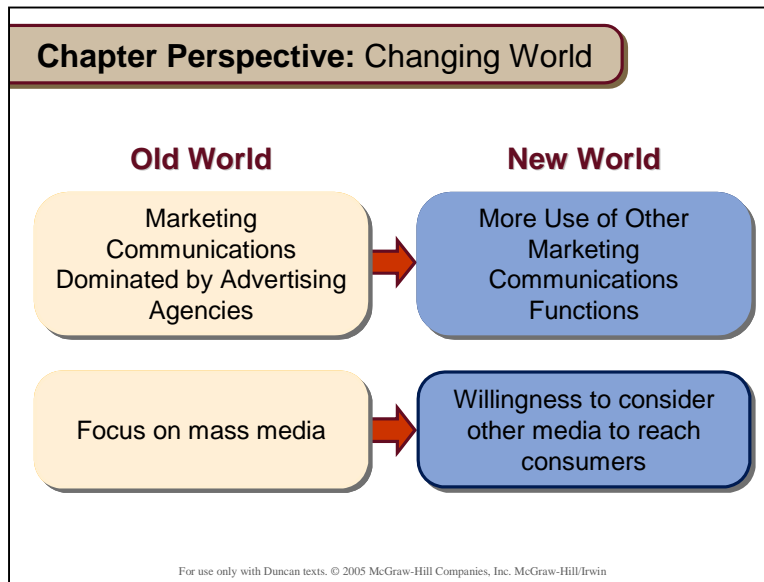 Chapter Perspective: Changing World
Old World
New World
Marketing
Communications
Dominated by Advertising
Agencies
More Use of Other
Marketing
Communications
Functions
Focus on mass media
Willingness to consider
other media to reach
consumers
For use only with Duncan texts. © 2005 McGraw-Hill Companies, Inc. McGraw-Hill/Irwin